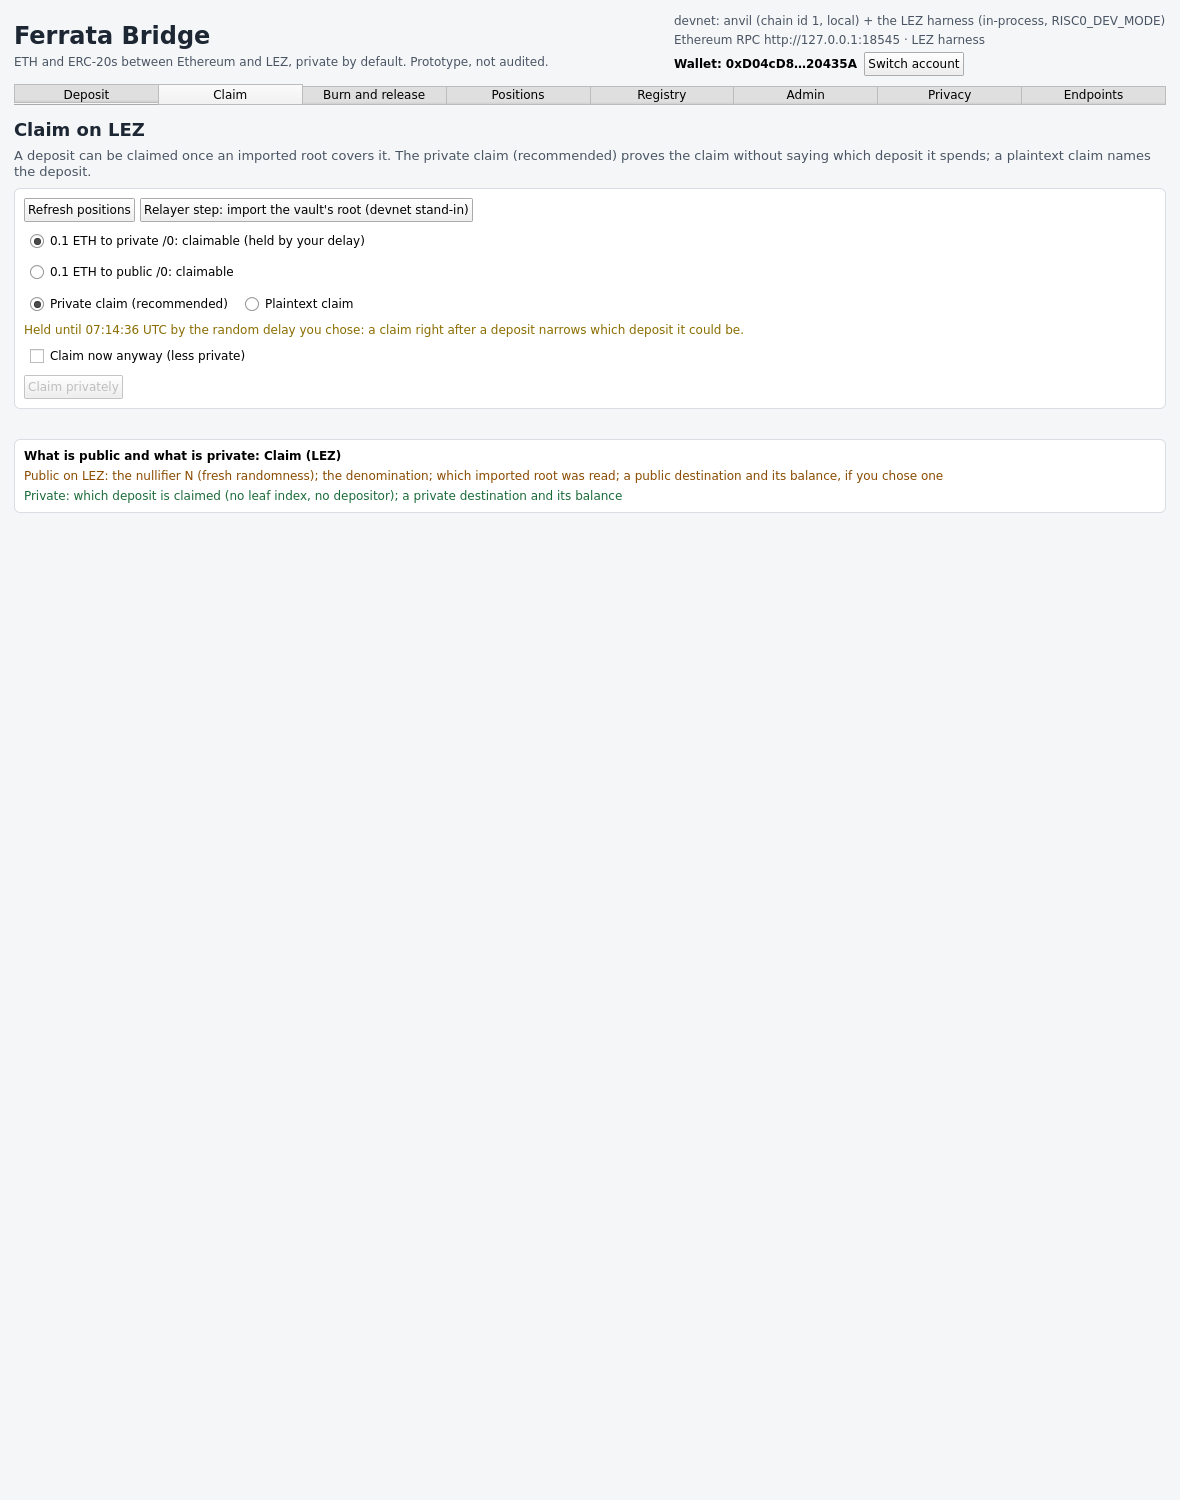 Ferrata Bridge
ETH and ERC-20s between Ethereum and LEZ, private by default. Prototype, not audited.
devnet: anvil (chain id 1, local) + the LEZ harness (in-process, RISC0_DEV_MODE)
Ethereum RPC http://127.0.0.1:18545 · LEZ harness
Wallet: 0xD04cD8…20435A Switch account
Deposit Claim Burn and release Positions Registry Admin Privacy Endpoints
Claim on LEZ
A deposit can be claimed once an imported root covers it. The private claim (recommended) proves the claim without saying which deposit it spends; a plaintext claim names
the deposit.
Refresh positions Relayer step: import the vault's root (devnet stand-in)
0.1 ETH to private /0: claimable (held by your delay)
0.1 ETH to public /0: claimable
Private claim (recommended) Plaintext claim
Held until 07:14:36 UTC by the random delay you chose: a claim right after a deposit narrows which deposit it could be.
Claim now anyway (less private)
Claim privately
What is public and what is private: Claim (LEZ)
Public on LEZ: the nullifier N (fresh randomness); the denomination; which imported root was read; a public destination and its balance, if you chose one
Private: which deposit is claimed (no leaf index, no depositor); a private destination and its balance